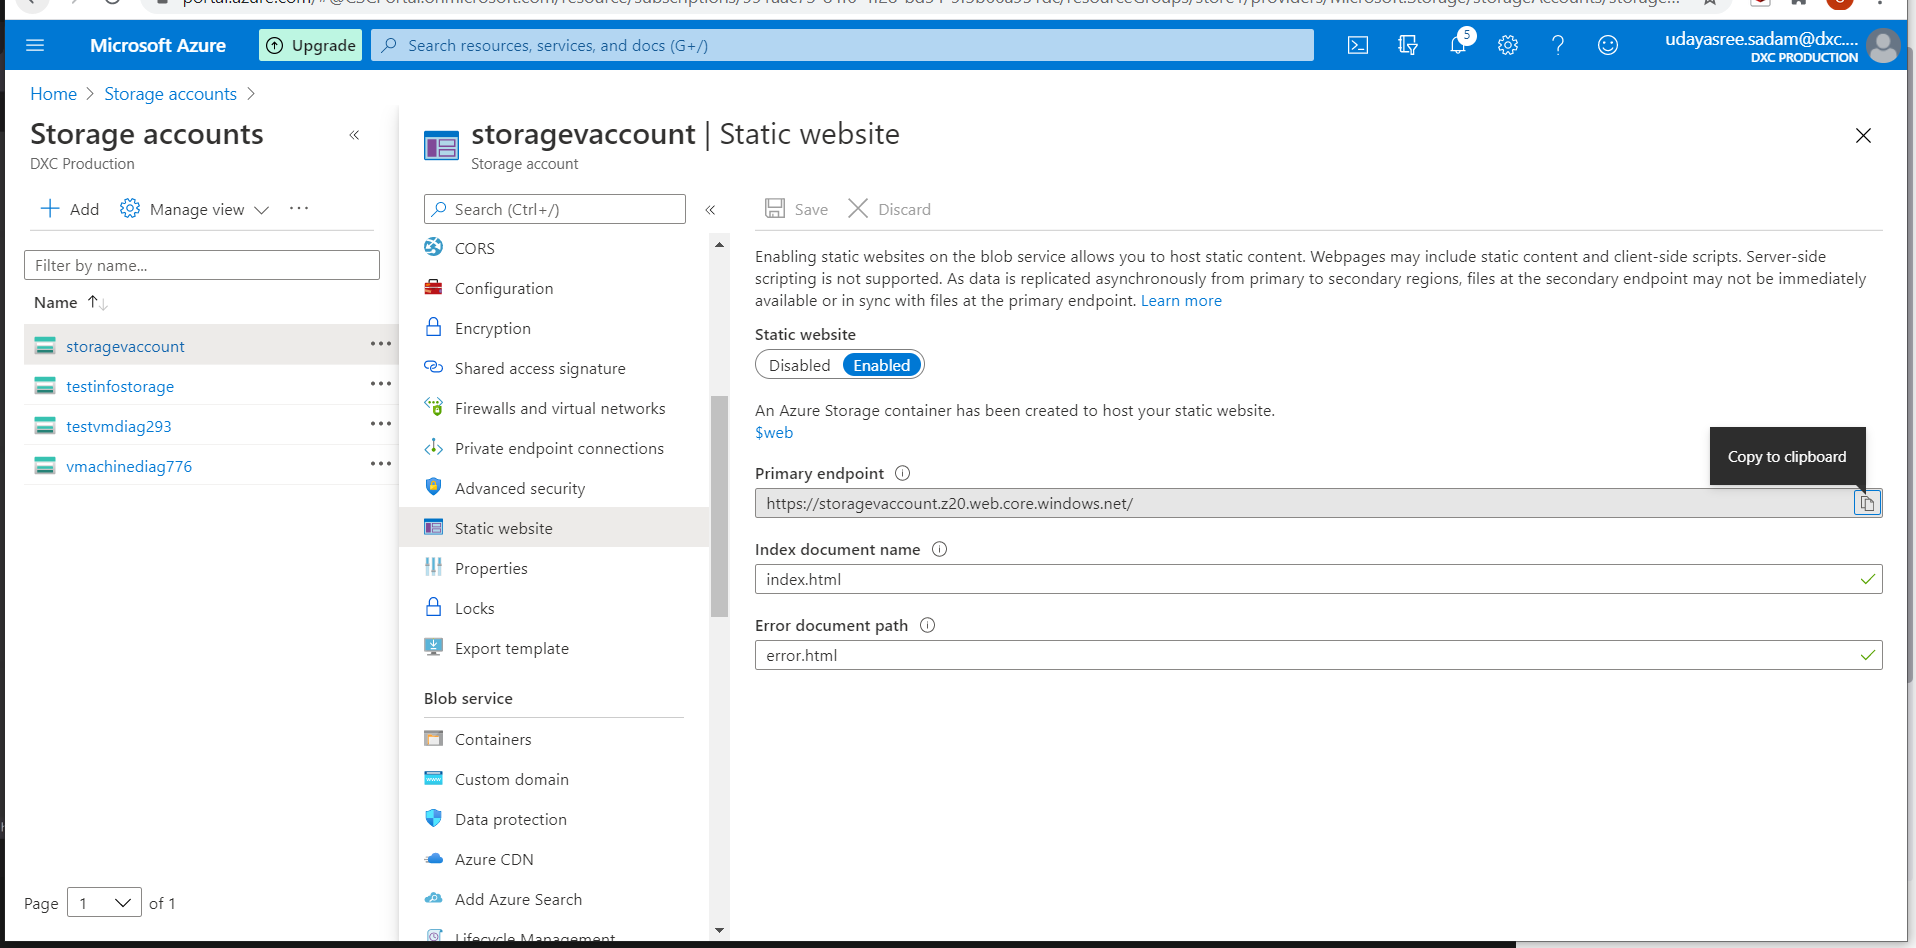 Microsoft Azure
Upgrade
Search resources, services, and docs (G+/)
5
udayasree.sadam@dxc....
DXC PRODUCTION
Home > Storage accounts >
Storage accounts
DXC Production
Add
Manage view
Filter by name...
Name
storagevaccount
testinfostorage
testvmdiag293
vmachinediag776
Page 1 of 1
storagevaccount | Static website
Storage account
Search (Ctrl+/)
CORS
Configuration
Encryption
Shared access signature
Firewalls and virtual networks
Private endpoint connections
Advanced security
Static website
Properties
Locks
Export template
Blob service
Containers
Custom domain
Data protection
Azure CDN
Add Azure Search
Lifecycle Management
Save
Discard
Enabling static websites on the blob service allows you to host static content. Webpages may include static content and client-side scripts. Server-side
scripting is not supported. As data is replicated asynchronously from primary to secondary regions, files at the secondary endpoint may not be immediately
available or in sync with files at the primary endpoint. Learn more
Static website
Disabled Enabled
An Azure Storage container has been created to host your static website.
$web
Copy to clipboard
Primary endpoint
https://storagevaccount.z20.web.core.windows.net/
Index document name
index.html
Error document path
error.html